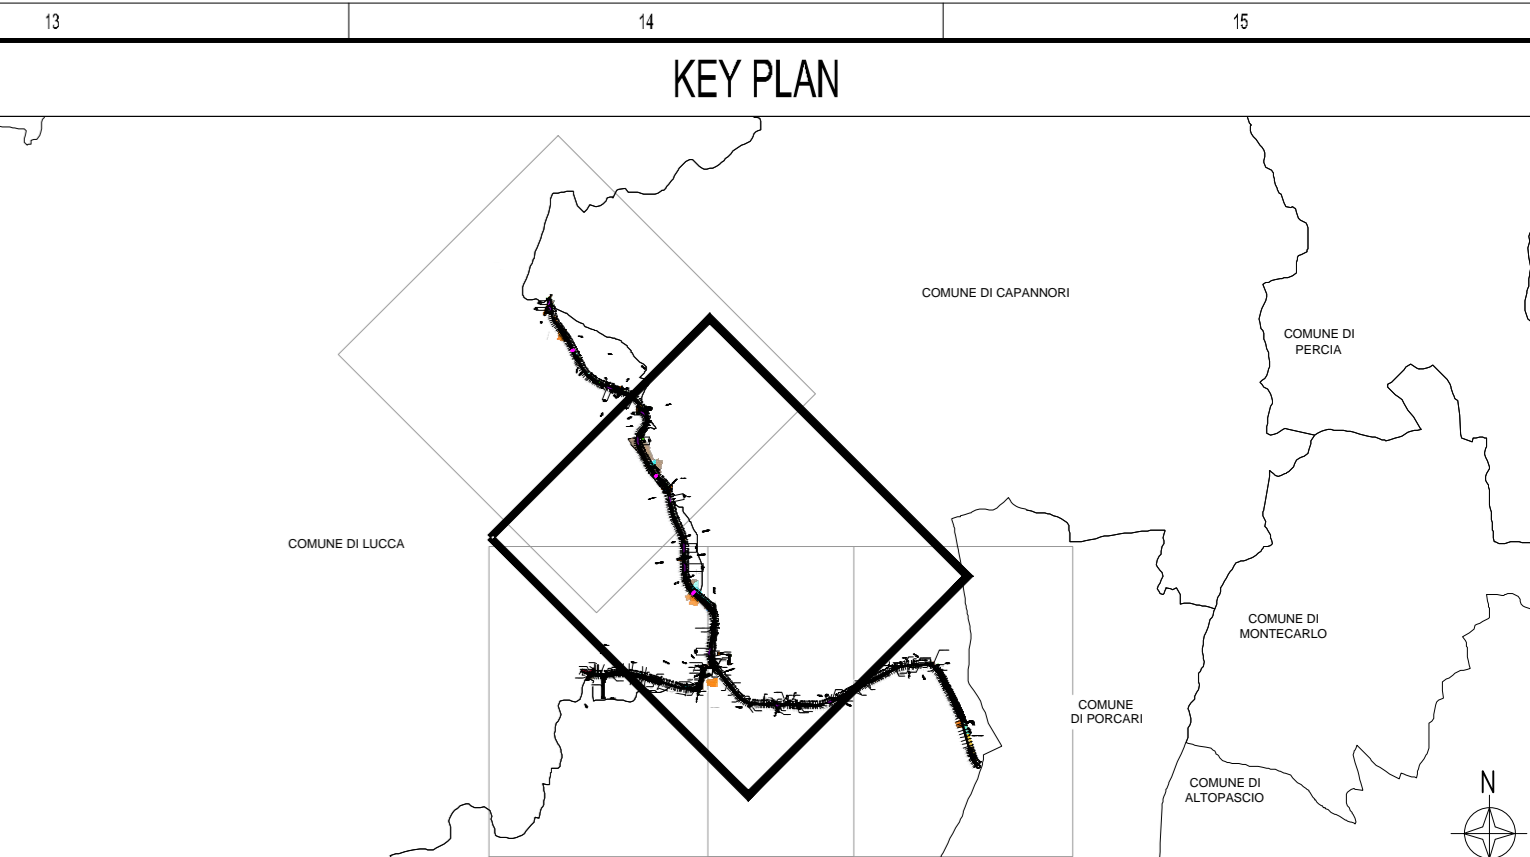 13
14
15
KEY PLAN
COMUNE DI CAPANNORI
COMUNE DI
PERCIA
COMUNE DI LUCCA
COMUNE DI
MONTECARLO
COMUNE
DI PORCARI
COMUNE DI
ALTOPASCIO
N